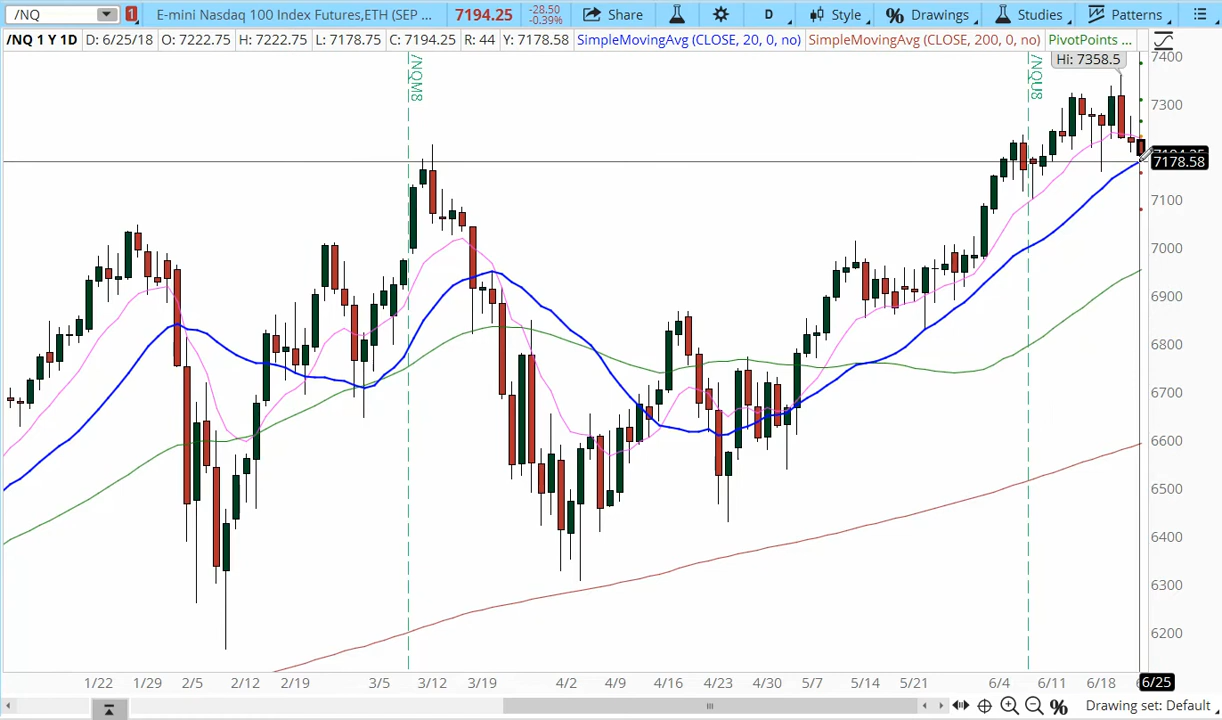 /NQ 1 E-mini Nasdaq 100 Index Futures,ETH (SEP ... 7194.25 -28.50 -0.39% Share D Style % Drawings Studies Patterns
/NQ 1 Y 1D D: 6/25/18 O: 7222.75 H: 7222.75 L: 7178.75 C: 7194.25 R: 44 Y: 7178.58 SimpleMovingAvg (CLOSE, 20, 0, no) SimpleMovingAvg (CLOSE, 200, 0, no) PivotPoints ...
/NQM8
/NQU8
Hi: 7358.5
7400
7300
7178.58
7100
7000
6900
6800
6700
6600
6500
6400
6300
6200
1/22 1/29 2/5 2/12 2/19 3/5 3/12 3/19 4/2 4/9 4/16 4/23 4/30 5/7 5/14 5/21 6/4 6/11 6/18 6/25
% Drawing set: Default